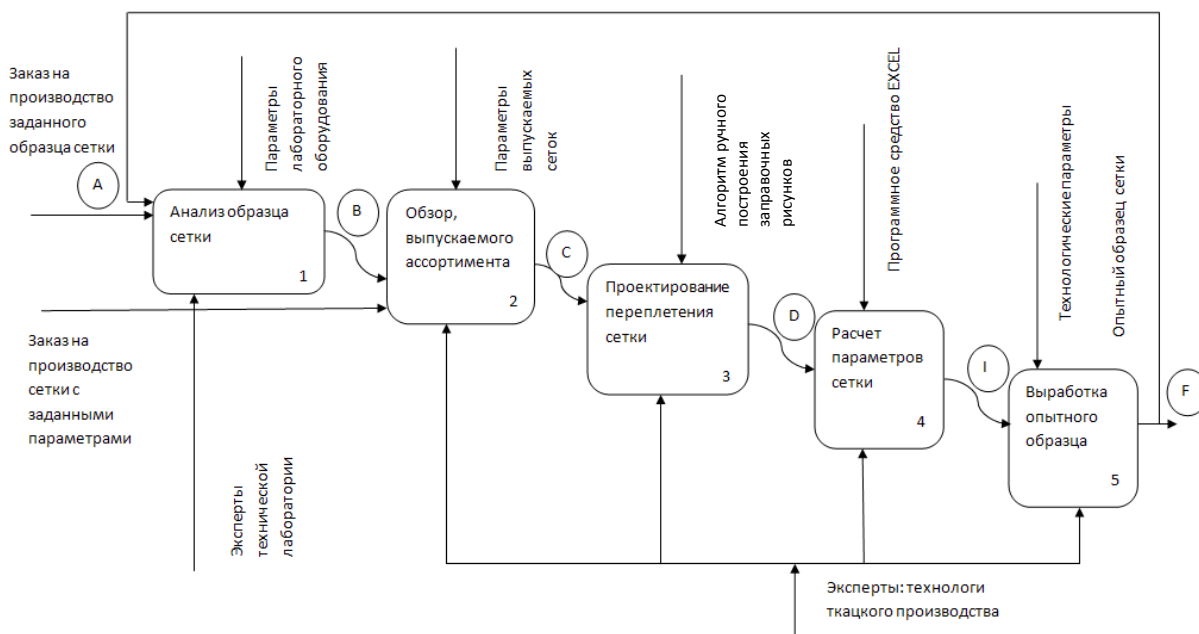 Заказ на
производство
заданного
образца сетки
A
Параметры
лабораторного
оборудования
Параметры
выпускаемых
сеток
Алгоритм ручного
построения
заправочных
рисунков
Программное средство EXCEL
Технологические параметры
Опытный образец сетки
Анализ образца
сетки
1
B
Обзор,
выпускаемого
ассортимента
2
C
Проектирование
переплетения
сетки
3
D
Расчет
параметров
сетки
4
I
Выработка
опытного
образца
5
F
Заказ на
производство
сетки с
заданными
параметрами
Эксперты
технической
лаборатории
Эксперты: технологи
ткацкого производства